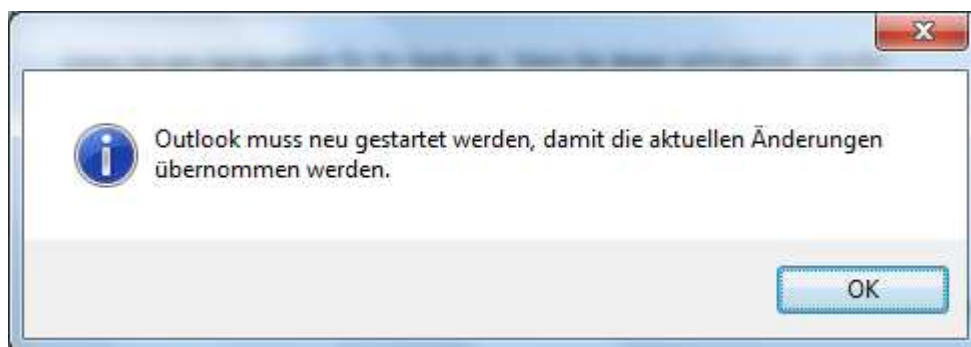 Outlook muss neu gestartet werden, damit die aktuellen Änderungen
übernommen werden.
OK